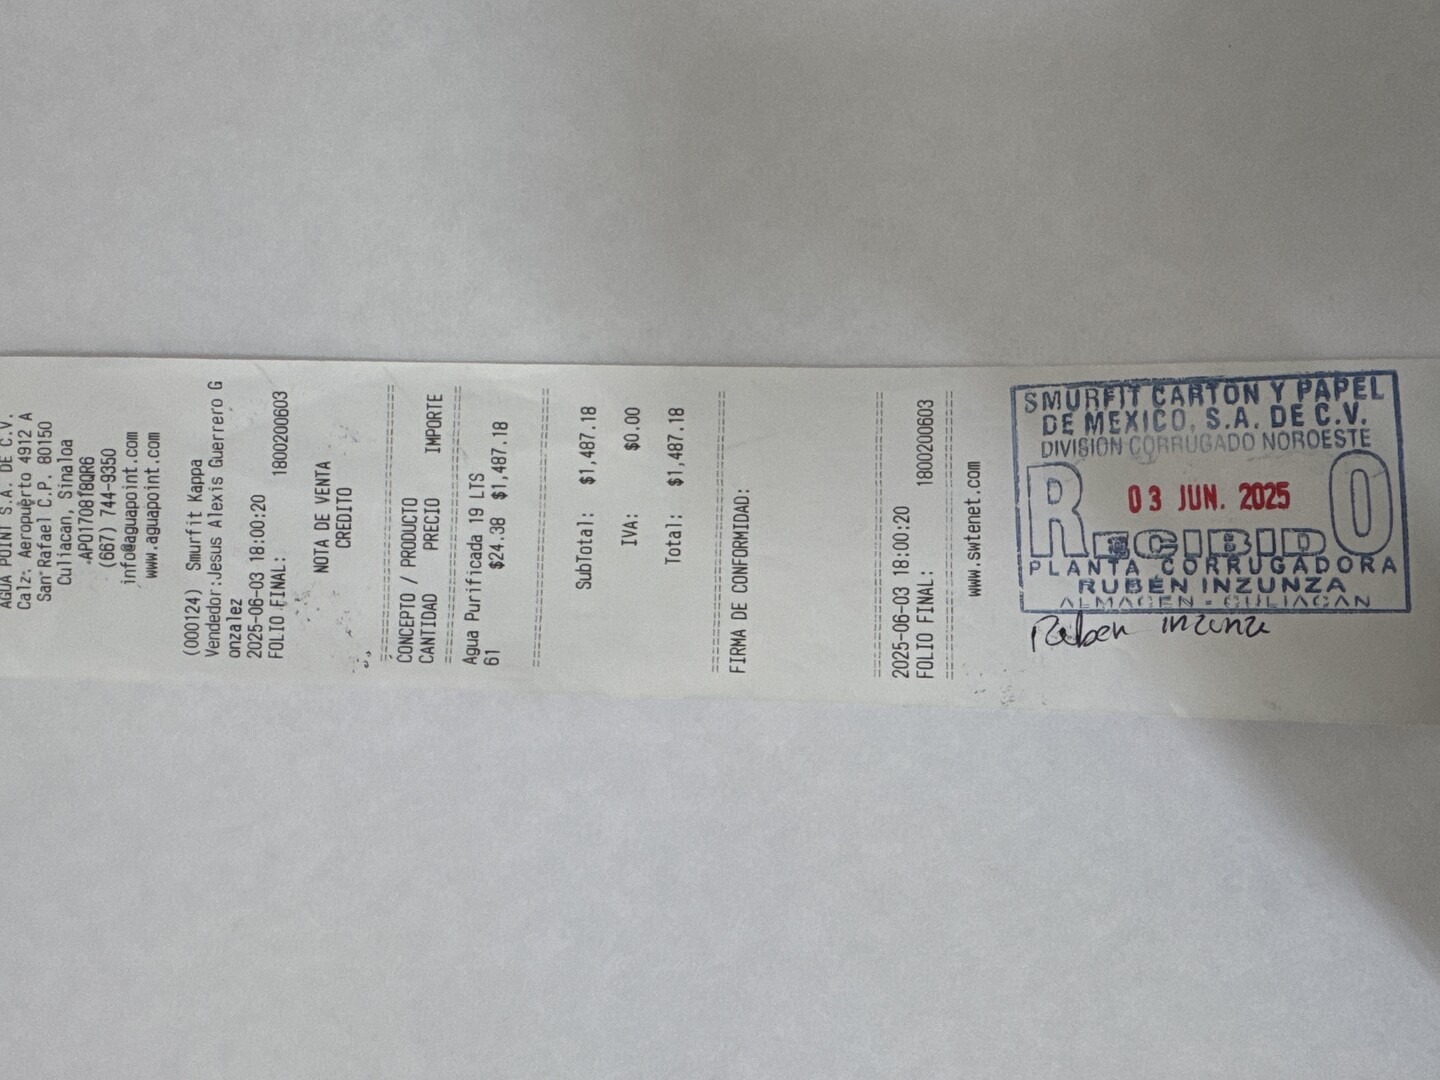 AGUA POINT S.A. DE C.V.
Calz. Aeropuerto 4912 A
San Rafael C.P. 80150
Culiacan, Sinaloa
(667) 744-9350
info@aguapoint.com
www.aguapoint.com
(000124) Smurfit Kappa
Vendedor:Jesus Alexis Guerrero G
onzalez
2025-06-03 18:00:20
FOLIO FINAL: 1800200603
NOTA DE VENTA
CREDITO
================================
CONCEPTO / PRODUCTO
CANTIDAD PRECIO IMPORTE
================================
Agua Purificada 19 LTS
61 $24.38 $1,487.18
================================
SubTotal: $1,487.18
IVA: $0.00
Total: $1,487.18
================================
FIRMA DE CONFORMIDAD:
================================
2025-06-03 18:00:20
FOLIO FINAL: 1800200603
================================
www.swtenet.com
SMURFIT CARTON Y PAPEL
DE MEXICO, S.A. DE C.V.
DIVISION CORRUGADO NOROESTE
03 JUN. 2025
RECIBIDO
PLANTA CORRUGADORA
RUBEN INZUNZA
ALMACEN - CULIACAN
Ruben inzunza